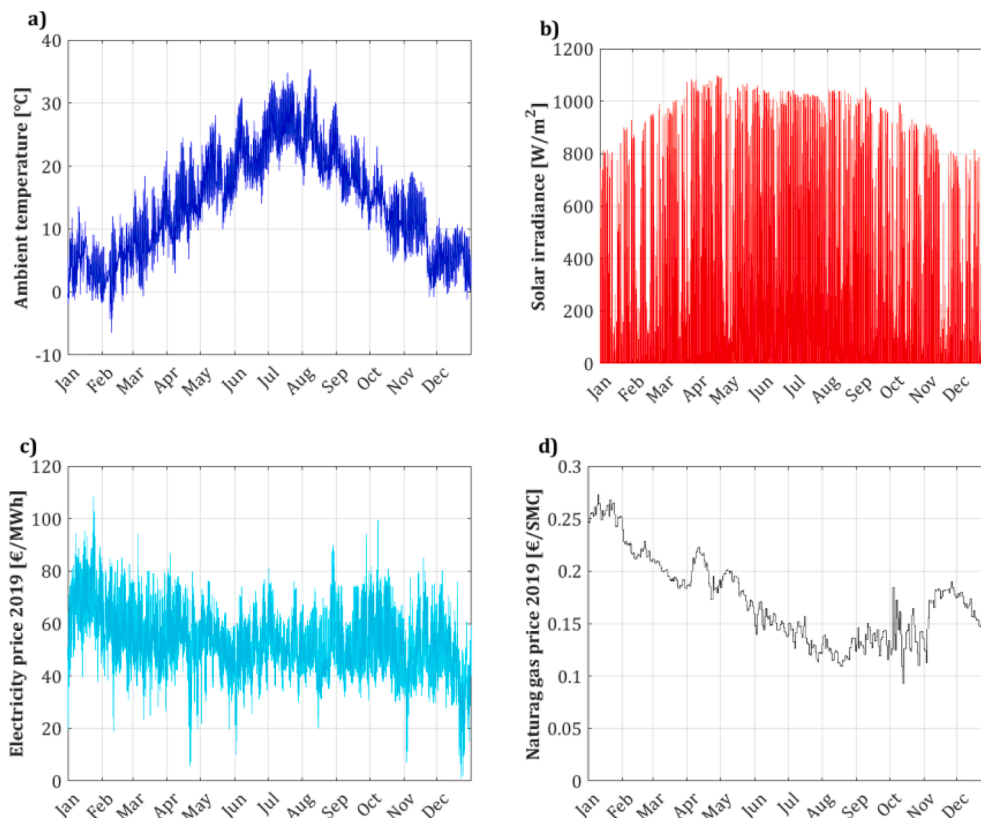 a)
Ambient temperature [°C]
40
30
20
10
0
-10
Jan Feb Mar Apr May Jun Jul Aug Sep Oct Nov Dec
b)
Solar irradiance [W/m²]
1200
1000
800
600
400
200
0
Jan Feb Mar Apr May Jun Jul Aug Sep Oct Nov Dec
c)
Electricity price 2019 [€/MWh]
120
100
80
60
40
20
0
Jan Feb Mar Apr May Jun Jul Aug Sep Oct Nov Dec
d)
Naturag gas price 2019 [€/SMC]
0.3
0.25
0.2
0.15
0.1
0.05
0
Jan Feb Mar Apr May Jun Jul Aug Sep Oct Nov Dec